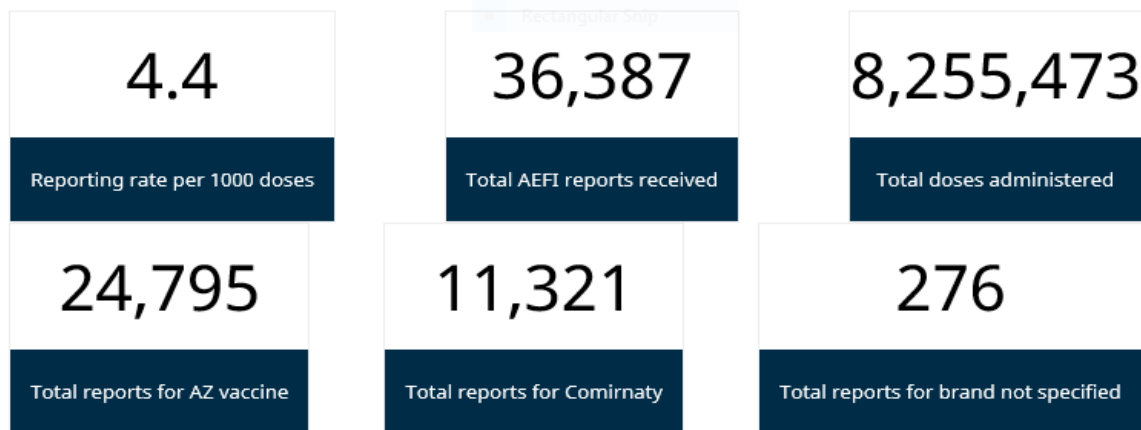 Rectangular Snip
4.4
36,387
8,255,473
Reporting rate per 1000 doses
Total AEFI reports received
Total doses administered
24,795
11,321
276
Total reports for AZ vaccine
Total reports for Comirnaty
Total reports for brand not specified